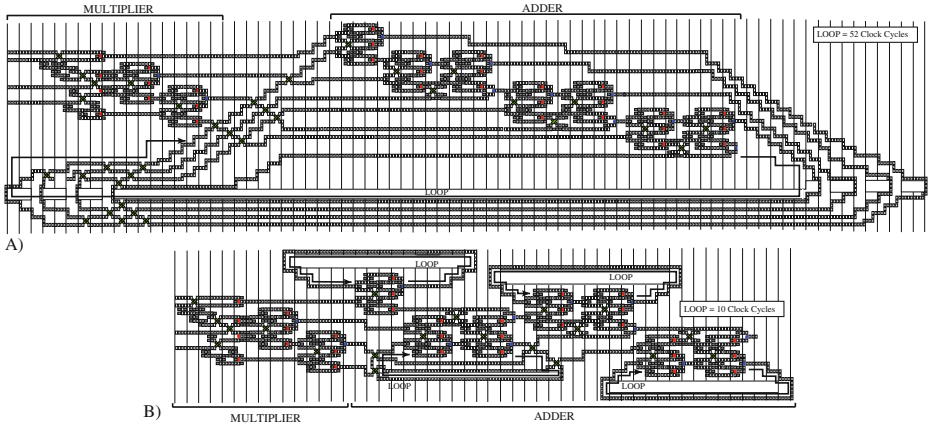 MULTIPLIER
ADDER
LOOP = 52 Clock Cycles
LOOP
A)
LOOP
LOOP
LOOP = 10 Clock Cycles
LOOP
LOOP
B)
MULTIPLIER
ADDER